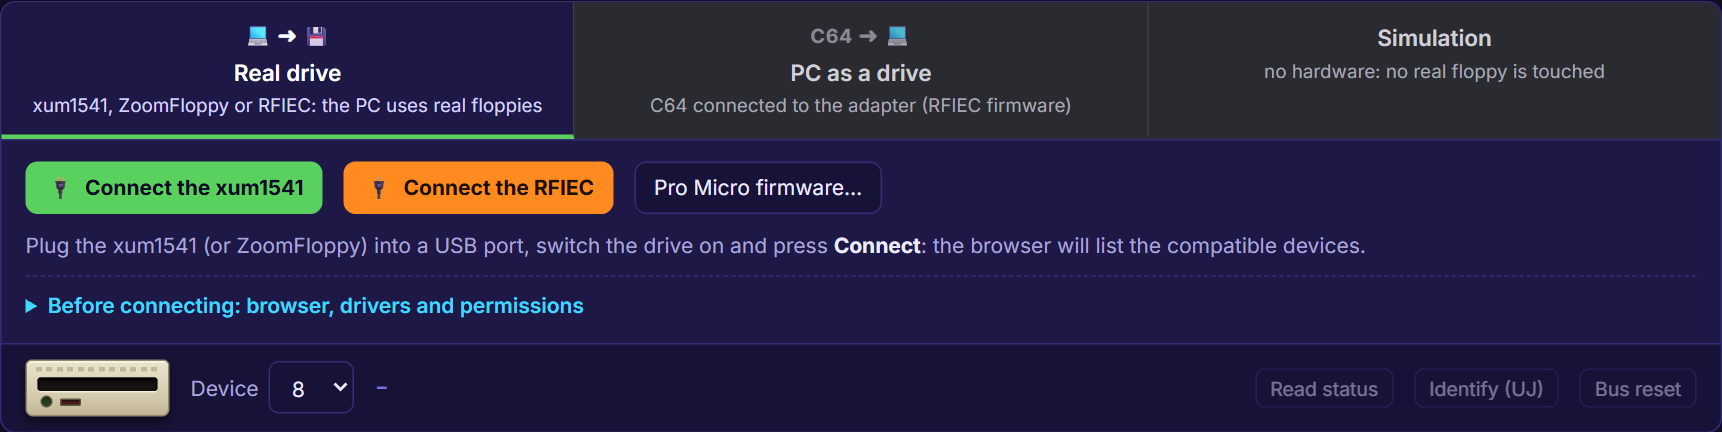 Real drive
xum1541, ZoomFloppy or RFIEC: the PC uses real floppies
C64 ➜
PC as a drive
C64 connected to the adapter (RFIEC firmware)
Simulation
no hardware: no real floppy is touched
Connect the xum1541
Connect the RFIEC
Pro Micro firmware...
Plug the xum1541 (or ZoomFloppy) into a USB port, switch the drive on and press Connect: the browser will list the compatible devices.
Before connecting: browser, drivers and permissions
Device
8
–
Read status
Identify (UJ)
Bus reset